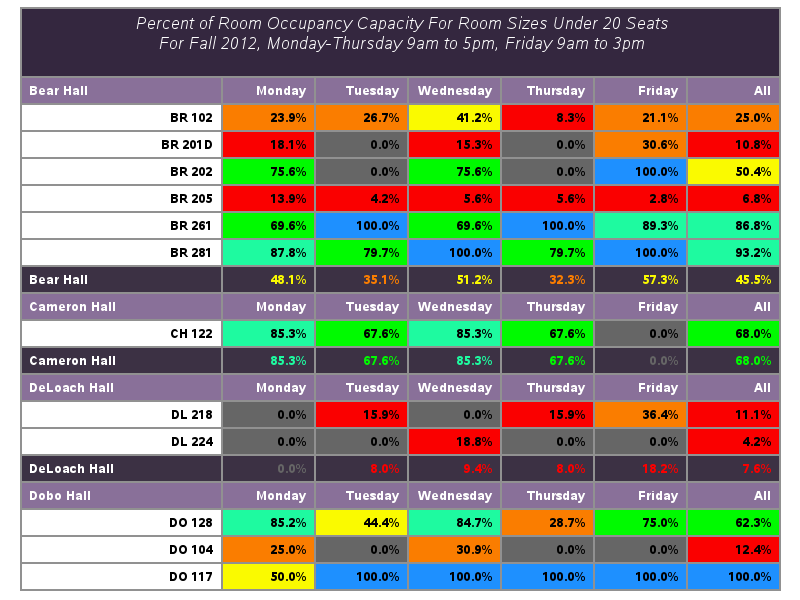 Percent of Room Occupancy Capacity For Room Sizes Under 20 Seats
For Fall 2012, Monday-Thursday 9am to 5pm, Friday 9am to 3pm
Bear Hall Monday Tuesday Wednesday Thursday Friday All
BR 102 23.9% 26.7% 41.2% 8.3% 21.1% 25.0%
BR 201D 18.1% 0.0% 15.3% 0.0% 30.6% 10.8%
BR 202 75.6% 0.0% 75.6% 0.0% 100.0% 50.4%
BR 205 13.9% 4.2% 5.6% 5.6% 2.8% 6.8%
BR 261 69.6% 100.0% 69.6% 100.0% 89.3% 86.8%
BR 281 87.8% 79.7% 100.0% 79.7% 100.0% 93.2%
Bear Hall 48.1% 35.1% 51.2% 32.3% 57.3% 45.5%
Cameron Hall Monday Tuesday Wednesday Thursday Friday All
CH 122 85.3% 67.6% 85.3% 67.6% 0.0% 68.0%
Cameron Hall 85.3% 67.6% 85.3% 67.6% 0.0% 68.0%
DeLoach Hall Monday Tuesday Wednesday Thursday Friday All
DL 218 0.0% 15.9% 0.0% 15.9% 36.4% 11.1%
DL 224 0.0% 0.0% 18.8% 0.0% 0.0% 4.2%
DeLoach Hall 0.0% 8.0% 9.4% 8.0% 18.2% 7.6%
Dobo Hall Monday Tuesday Wednesday Thursday Friday All
DO 128 85.2% 44.4% 84.7% 28.7% 75.0% 62.3%
DO 104 25.0% 0.0% 30.9% 0.0% 0.0% 12.4%
DO 117 50.0% 100.0% 100.0% 100.0% 100.0% 100.0%